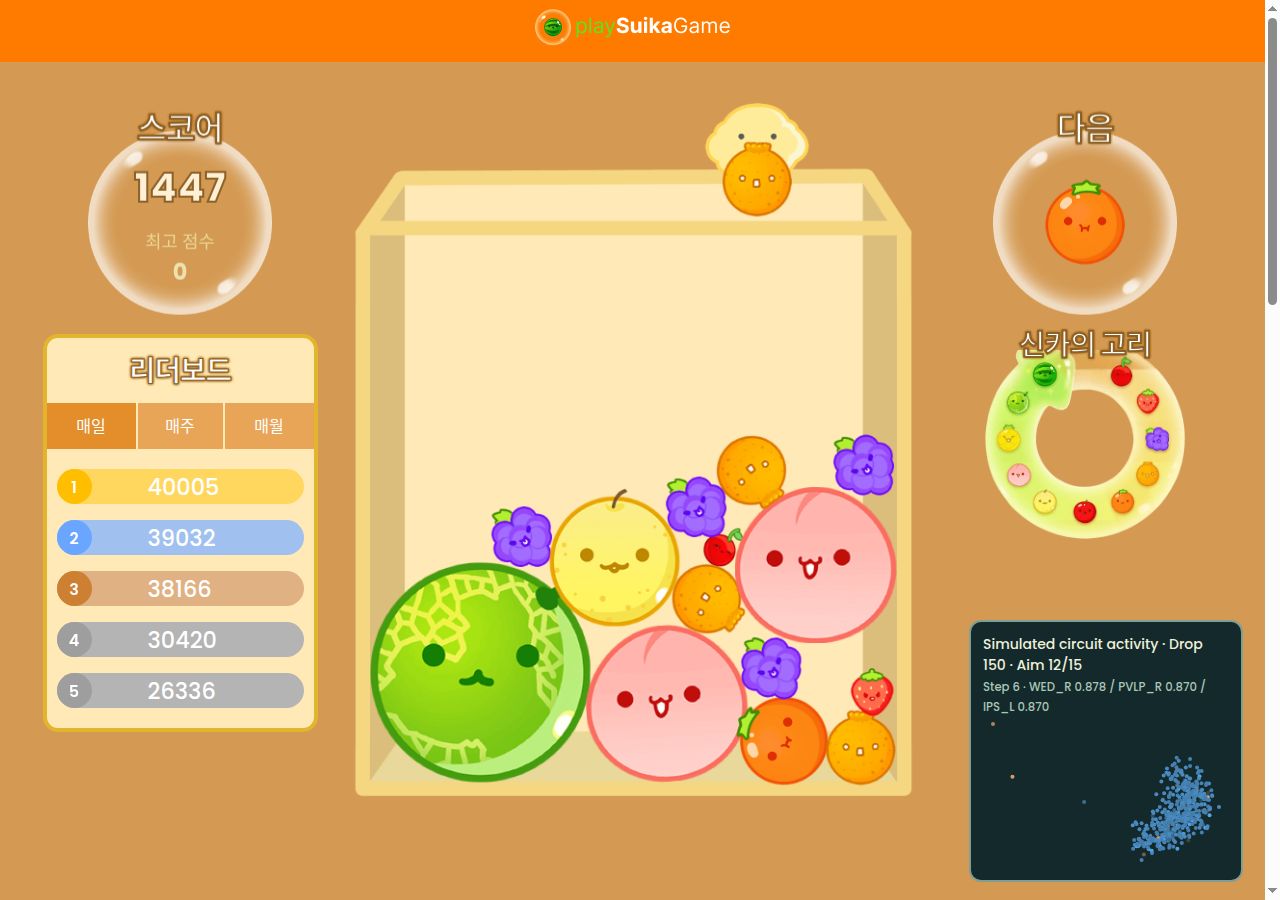 playSuikaGame
스코어
1447
최고 점수
0
다음
신카의 고리
리더보드
매일
매주
매월
1 40005
2 39032
3 38166
4 30420
5 26336
Simulated circuit activity · Drop
150 · Aim 12/15
Step 6 · WED_R 0.878 / PVLP_R 0.870 /
IPS_L 0.870